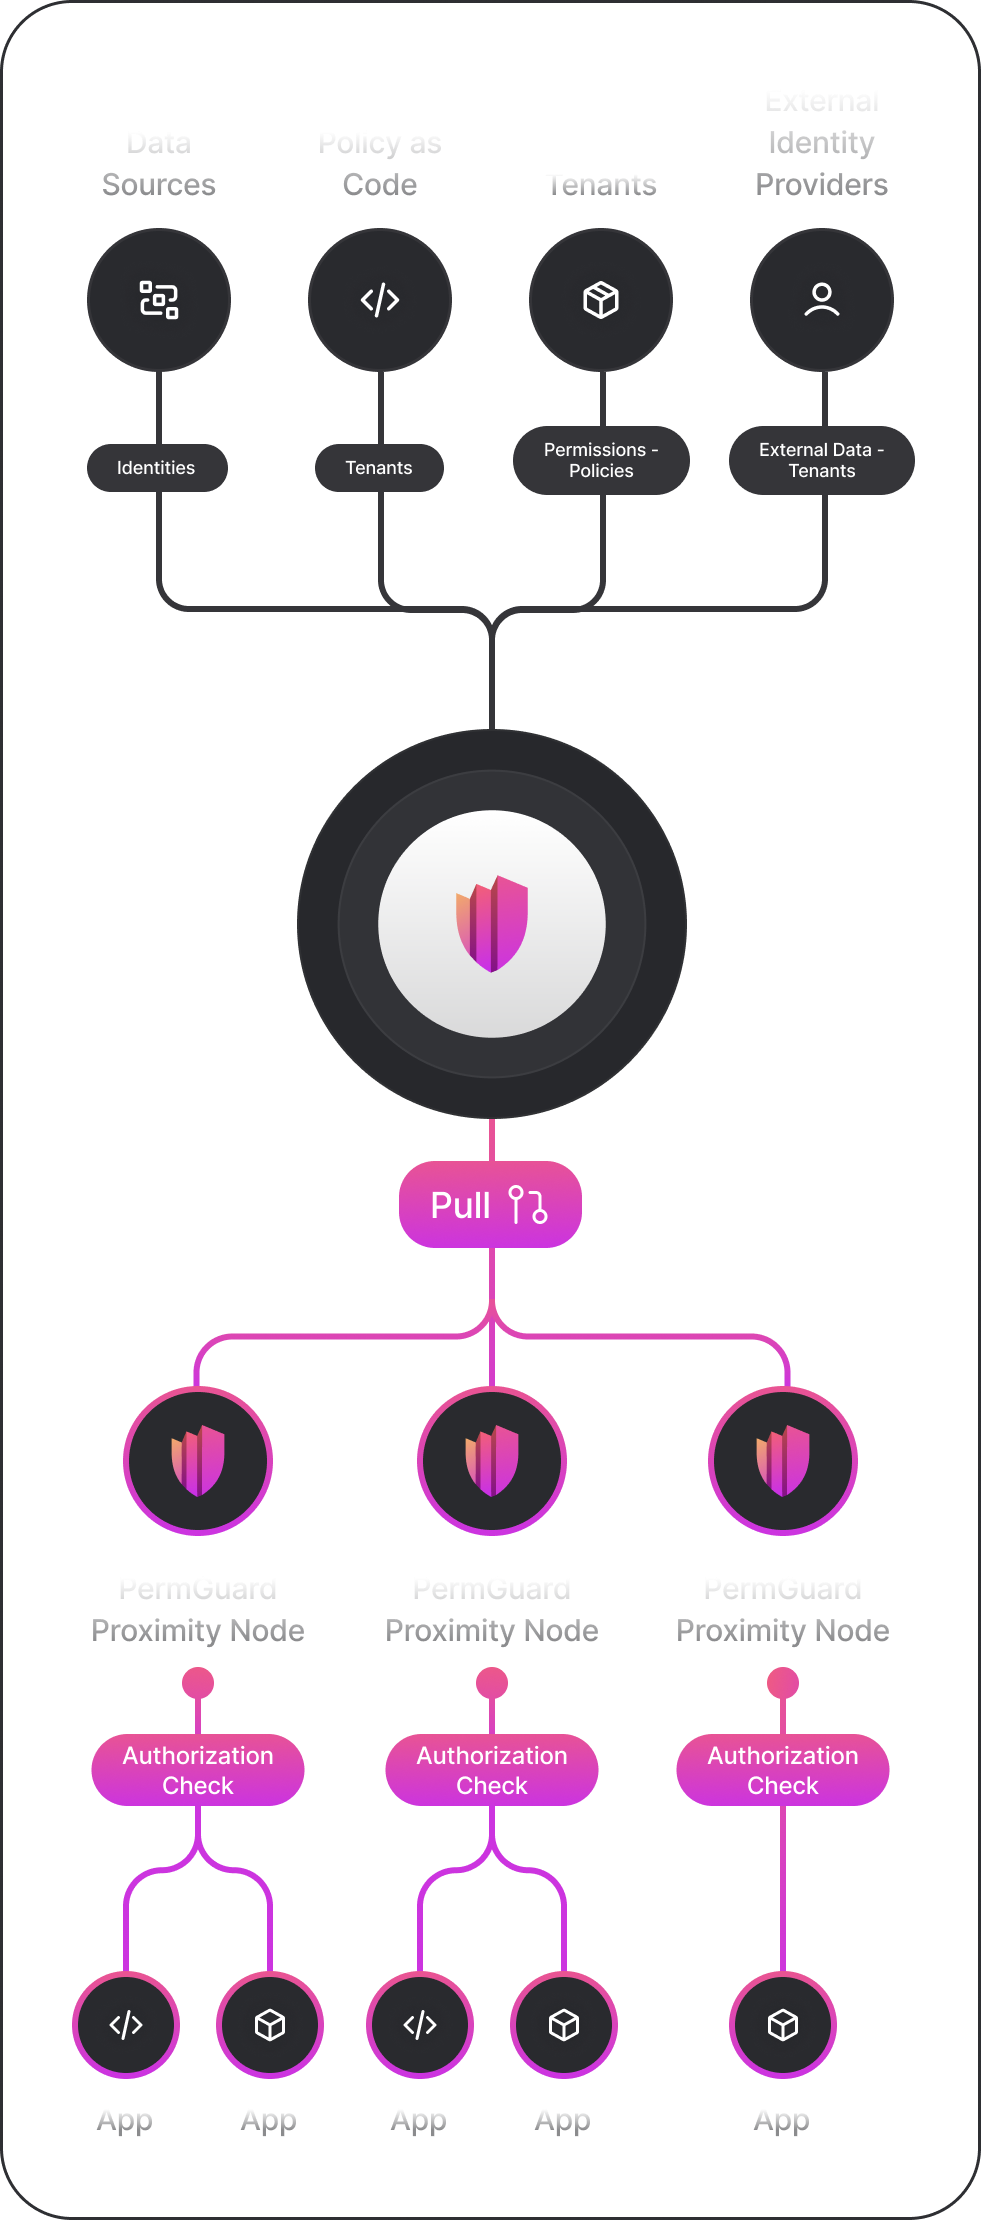 Data
Sources
Policy as
Code
Tenants
External
Identity
Providers
Identities
Tenants
Permissions -
Policies
External Data -
Tenants
Pull
PermGuard
Proximity Node
PermGuard
Proximity Node
PermGuard
Proximity Node
Authorization
Check
Authorization
Check
Authorization
Check
App
App
App
App
App